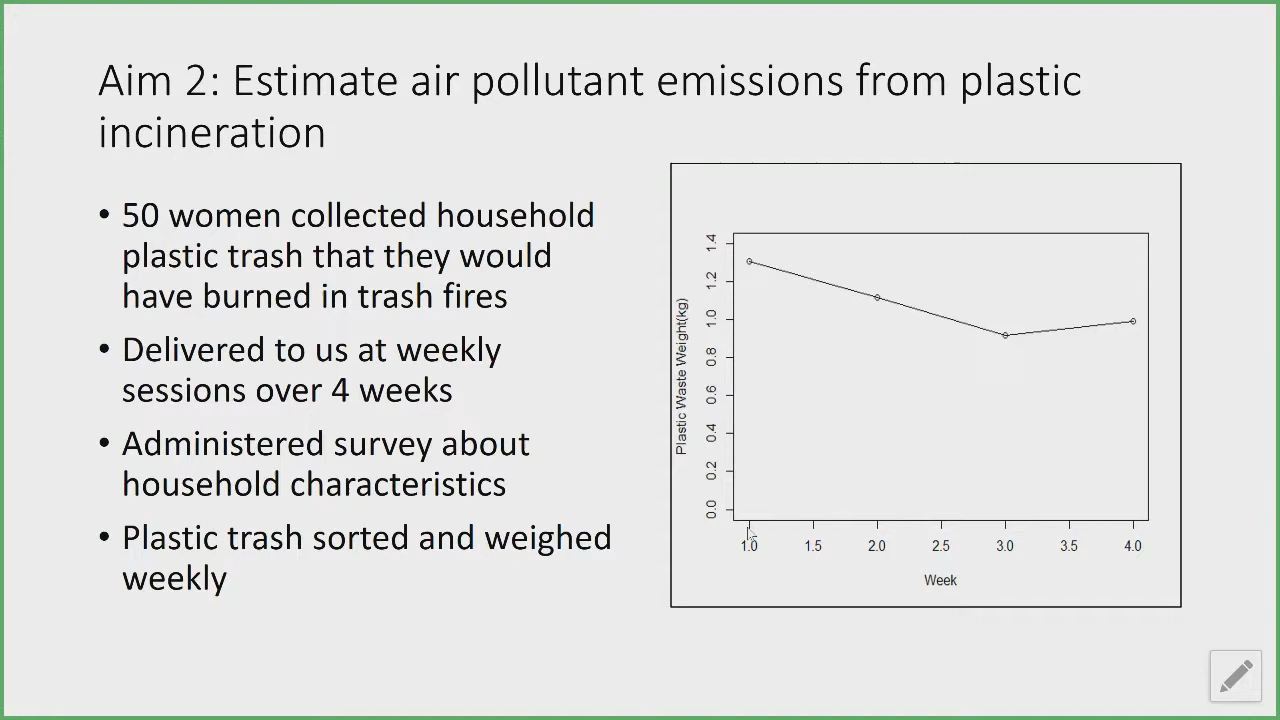 Aim 2: Estimate air pollutant emissions from plastic
incineration
• 50 women collected household
plastic trash that they would
have burned in trash fires
• Delivered to us at weekly
sessions over 4 weeks
• Administered survey about
household characteristics
• Plastic trash sorted and weighed
weekly
Plastic Waste Weight(kg)
1.4
1.2
1.0
0.8
0.6
0.4
0.2
0.0
1.0 1.5 2.0 2.5 3.0 3.5 4.0
Week